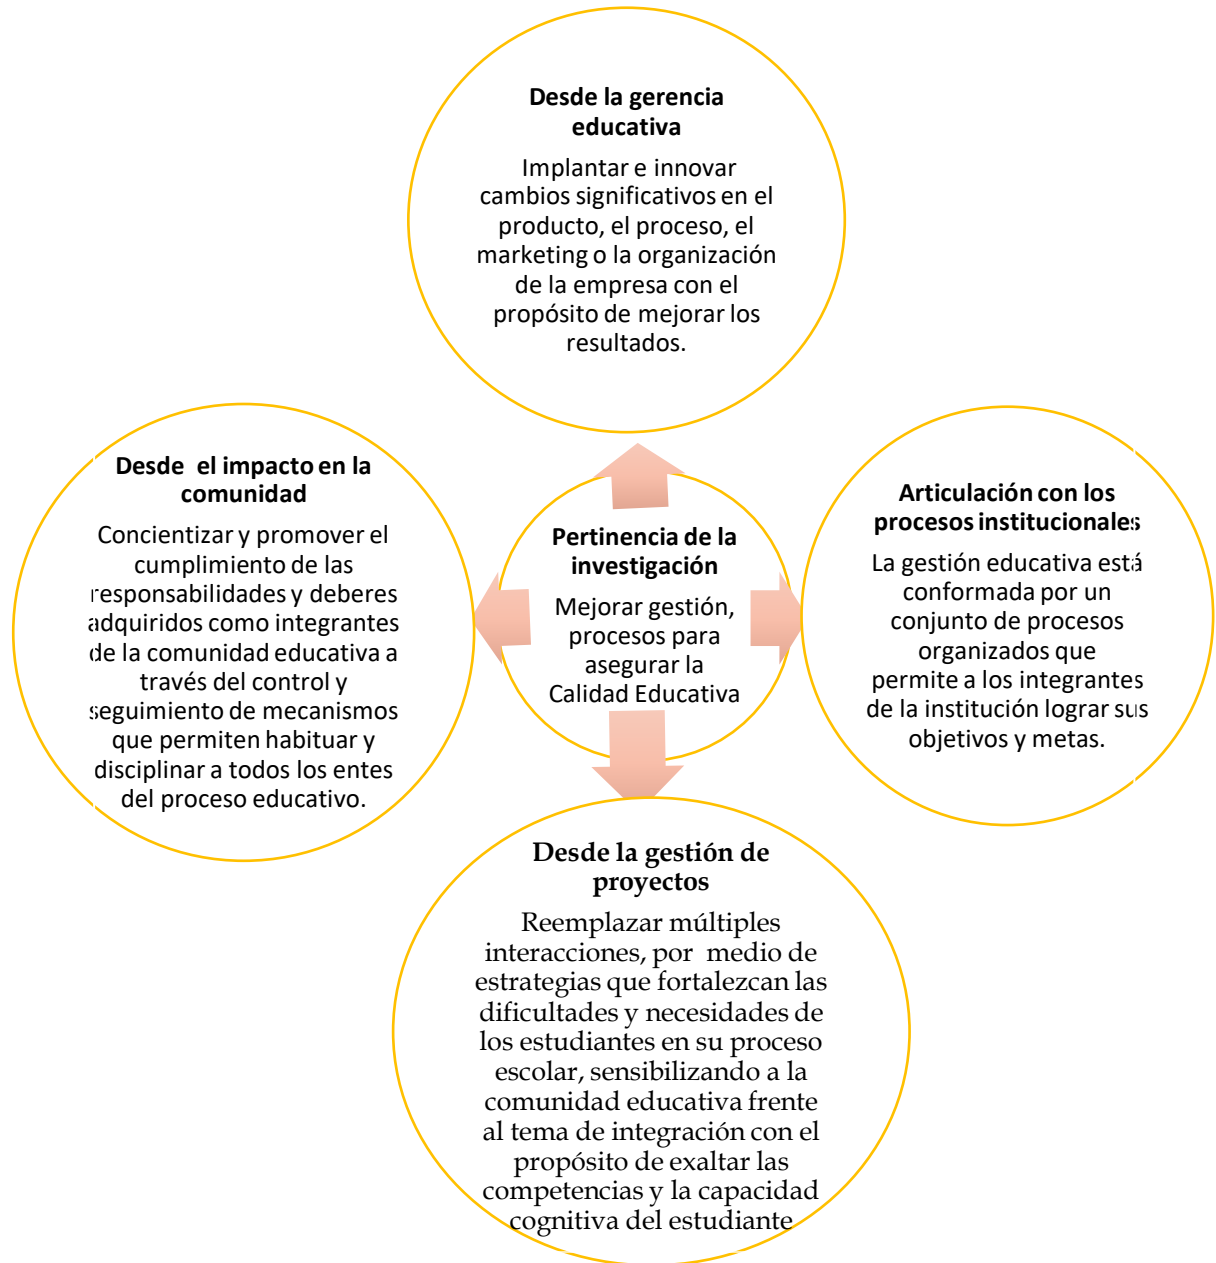 Desde la gerencia
educativa
Implantar e innovar
cambios significativos en el
producto, el proceso, el
marketing o la organización
de la empresa con el
propósito de mejorar los
resultados.
Desde  el impacto en la
comunidad
Concientizar y promover el
cumplimiento de las
responsabilidades y deberes
adquiridos como integrantes
de la comunidad educativa a
través del control y
seguimiento de mecanismos
que permiten habituar y
disciplinar a todos los entes
del proceso educativo.
Pertinencia de la
investigación
Mejorar gestión,
procesos para
asegurar la
Calidad Educativa
Articulación con los
procesos institucionales
La gestión educativa está
conformada por un
conjunto de procesos
organizados que
permite a los integrantes
de la institución lograr sus
objetivos y metas.
Desde la gestión de
proyectos
Reemplazar múltiples
interacciones, por  medio de
estrategias que fortalezcan las
dificultades y necesidades de
los estudiantes en su proceso
escolar, sensibilizando a la
comunidad educativa frente
al tema de integración con el
propósito de exaltar las
competencias y la capacidad
cognitiva del estudiante